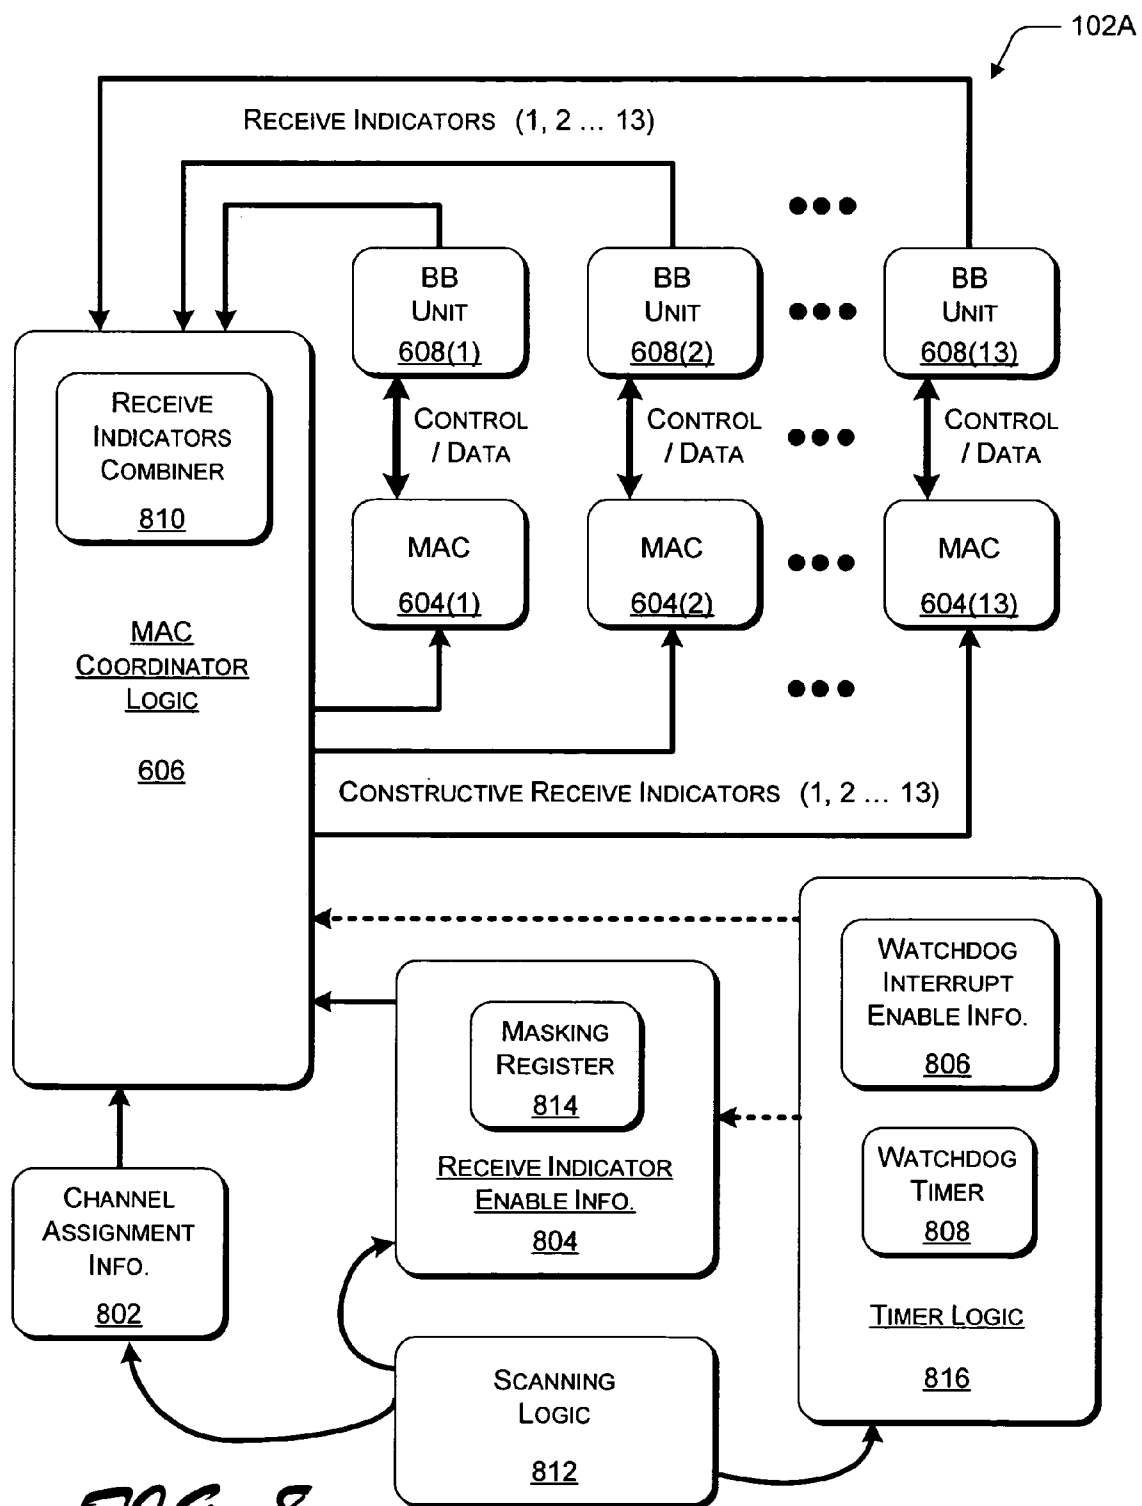 102A
RECEIVE INDICATORS (1, 2 ... 13)
BB
UNIT
608(1)
BB
UNIT
608(2)
BB
UNIT
608(13)
RECEIVE
INDICATORS
COMBINER
810
CONTROL
/ DATA
CONTROL
/ DATA
CONTROL
/ DATA
MAC
604(1)
MAC
604(2)
MAC
604(13)
MAC
COORDINATOR
LOGIC
606
CONSTRUCTIVE RECEIVE INDICATORS (1, 2 ... 13)
WATCHDOG
INTERRUPT
ENABLE INFO.
806
MASKING
REGISTER
814
RECEIVE INDICATOR
ENABLE INFO.
804
WATCHDOG
TIMER
808
TIMER LOGIC
816
CHANNEL
ASSIGNMENT
INFO.
802
SCANNING
LOGIC
812
FIG. 8